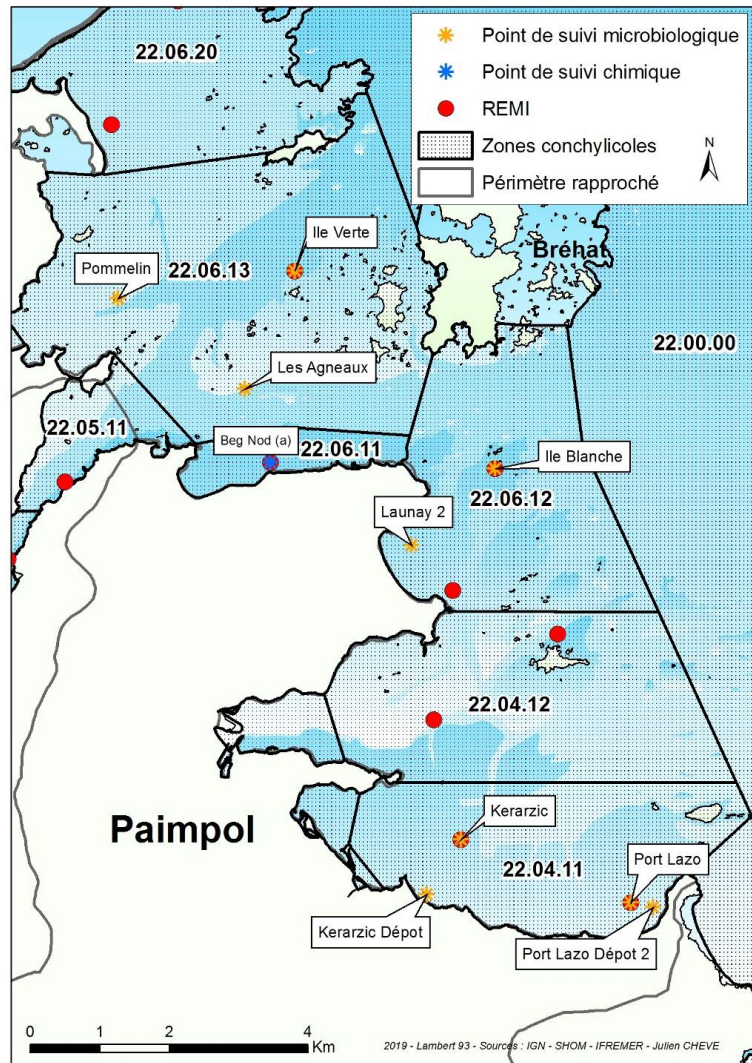 22.06.20
Point de suivi microbiologique
Point de suivi chimique
REMI
Zones conchylicoles
Périmètre rapproché
N
Ile Verte
Bréhat
Pommelin
22.06.13
22.00.00
Les Agneaux
22.05.11
Beg Nod (a)
22.06.11
Ile Blanche
22.06.12
Launay 2
22.04.12
Paimpol
Kerarzic
22.04.11
Port Lazo
Kerarzic Dépot
Port Lazo Dépot 2
0 1 2 4
Km
2019 - Lambert 93 - Sources : IGN - SHOM - IFREMER - Julien CHEVE